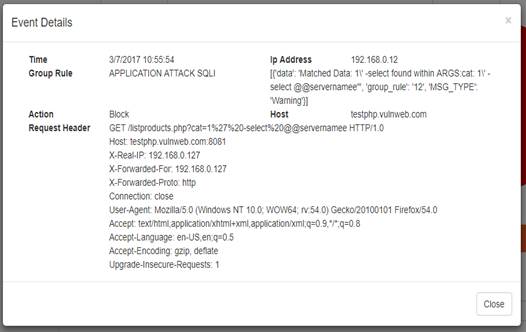 Event Details ×
Time 3/7/2017 10:55:54 Ip Address 192.168.0.12
Group Rule APPLICATION ATTACK SQLI [{'data': 'Matched Data: 1\' -select found within ARGS:cat: 1\' -
select @@servernamee'", 'group_rule': '12', 'MSG_TYPE':
'Warning'}]
Action Block Host testphp.vulnweb.com
Request Header GET /listproducts.php?cat=1%27%20-select%20@@servernamee HTTP/1.0
Host: testphp.vulnweb.com:8081
X-Real-IP: 192.168.0.127
X-Forwarded-For: 192.168.0.127
X-Forwarded-Proto: http
Connection: close
User-Agent: Mozilla/5.0 (Windows NT 10.0; WOW64; rv:54.0) Gecko/20100101 Firefox/54.0
Accept: text/html,application/xhtml+xml,application/xml;q=0.9,*/*;q=0.8
Accept-Language: en-US,en;q=0.5
Accept-Encoding: gzip, deflate
Upgrade-Insecure-Requests: 1
Close